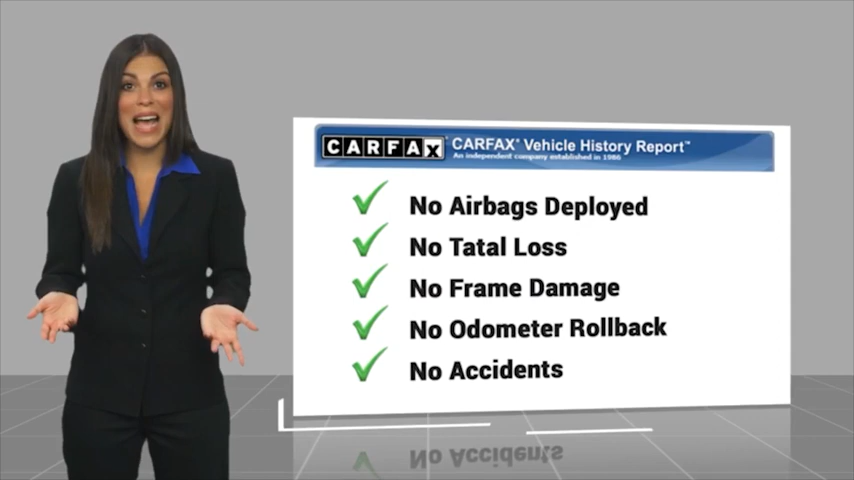 CARFAX CARFAX® Vehicle History Report™
An independent company established in 1986
No Airbags Deployed
No Tatal Loss
No Frame Damage
No Odometer Rollback
No Accidents
No Accidents